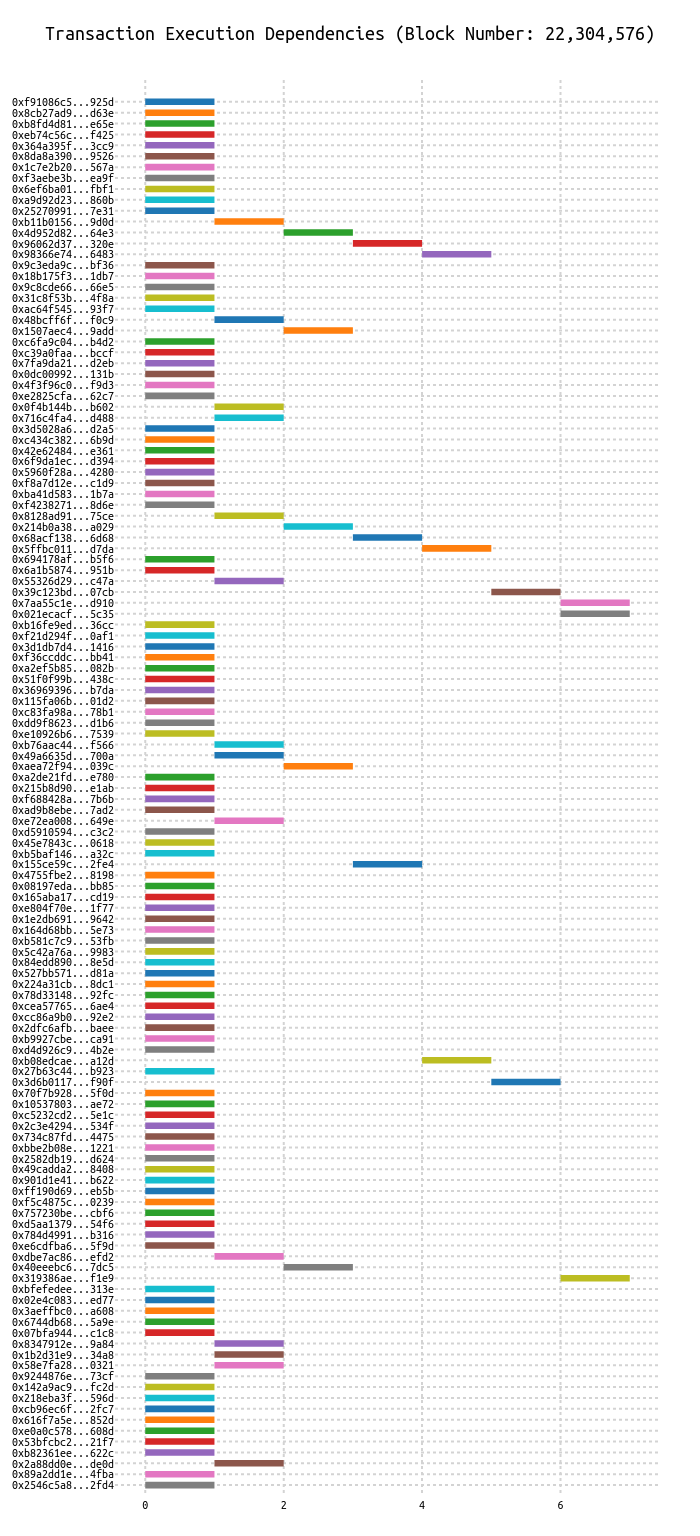 Transaction Execution Dependencies (Block Number: 22,304,576)
0xf91086c5...925d
0x8cb27ad9...d63e
0xb8fd4d81...e65e
0xeb74c56c...f425
0x364a395f...3cc9
0x8da8a390...9526
0x1c7e2b20...567a
0xf3aebe3b...ea9f
0x6ef6ba01...fbf1
0xa9d92d23...860b
0x25270991...7e31
0xb11b0156...9d0d
0x4d952d82...64e3
0x96062d37...320e
0x98366e74...6483
0x9c3eda9c...bf36
0x18b175f3...1db7
0x9c8cde66...66e5
0x31c8f53b...4f8a
0xac64f545...93f7
0x48bcff6f...f0c9
0x1507aec4...9add
0xc6fa9c04...b4d2
0xc39a0faa...bccf
0x7fa9da21...d2eb
0x0dc00992...131b
0x4f3f96c0...f9d3
0xe2825cfa...62c7
0x0f4b144b...b602
0x716c4fa4...d488
0x3d5028a6...d2a5
0xc434c382...6b9d
0x42e62484...e361
0x6f9da1ec...d394
0x5960f28a...4280
0xf8a7d12e...c1d9
0xba41d583...1b7a
0xf4238271...8d6e
0x8128ad91...75ce
0x214b0a38...a029
0x68acf13b...6d68
0x5ffbc011...d7da
0x694178af...b5f6
0x6a1b5874...951b
0x55326d29...c47a
0x39c123bd...07cb
0x7aa55c1e...d910
0x021ecacf...5c35
0xb16fe9ed...36cc
0xf21d294f...0af1
0x3d1db7d4...1416
0xf36ccddc...bb41
0xa2ef5b85...082b
0x51f0f99b...438c
0x36969396...b7da
0x115fa06b...01d2
0xc83fa98a...78b1
0xdd9f8623...d1b6
0xe10926b6...7539
0xb76aac44...f566
0x49a6635d...700a
0xaea72f94...039c
0xa2de21fd...e780
0x215b8d90...e1ab
0xf688428a...7b6b
0xad9b8ebe...7ad2
0xe72ea008...649e
0xd5910594...c3c2
0x45e7843c...0618
0xb5baf146...a32c
0x155ce59c...2fe4
0x4755fbe2...8198
0x08197eda...bb85
0x165aba17...cd19
0xe804f70e...1f77
0x1e2db691...9642
0x164d68bb...5e73
0xb581c7c9...53fb
0x5c42a76a...9983
0x84edd890...8e5d
0x527bb571...d81a
0x224a31cb...8dc1
0x78d33148...92fc
0xcea57765...6ae4
0xcc86a9b0...92e2
0x2dfc6afb...baee
0xb9927cbe...ca91
0xd4d926c9...4b2e
0xb08edcae...a12d
0x27b63c44...b923
0x3d6b0117...f90f
0x70f7b928...5f0d
0x10537803...ae72
0xc5232cd2...5e1c
0x2c3e4294...534f
0x734c87fd...4475
0xbbe2b08e...1221
0x2582db19...d624
0x49cadda2...8408
0x901d1e41...b622
0xff190d69...eb5b
0xf5c4875c...0239
0x757230be...cbf6
0xd5aa1379...54f6
0x784d4991...b316
0xe6cdfba6...5f9d
0xdbe7ac86...efd2
0x40eeebc6...7dc5
0x319386ae...f1e9
0xbfefedee...313e
0x02e4c083...ed77
0x3aeffbc0...a608
0x6744db68...5a9e
0x07bfa944...c1c8
0x8347912e...9a84
0x1b2d31e9...34a8
0x58e7fa28...0321
0x9244876e...73cf
0x142a9ac9...fc2d
0x218eba3f...596d
0xcb96ec6f...2fc7
0x616f7a5e...852d
0xe0a0c578...608d
0x53bfcbc2...21f7
0xb82361ee...622c
0x2a88dd0e...de0d
0x89a2dd1e...4fba
0x2546c5a8...2fd4
0 2 4 6